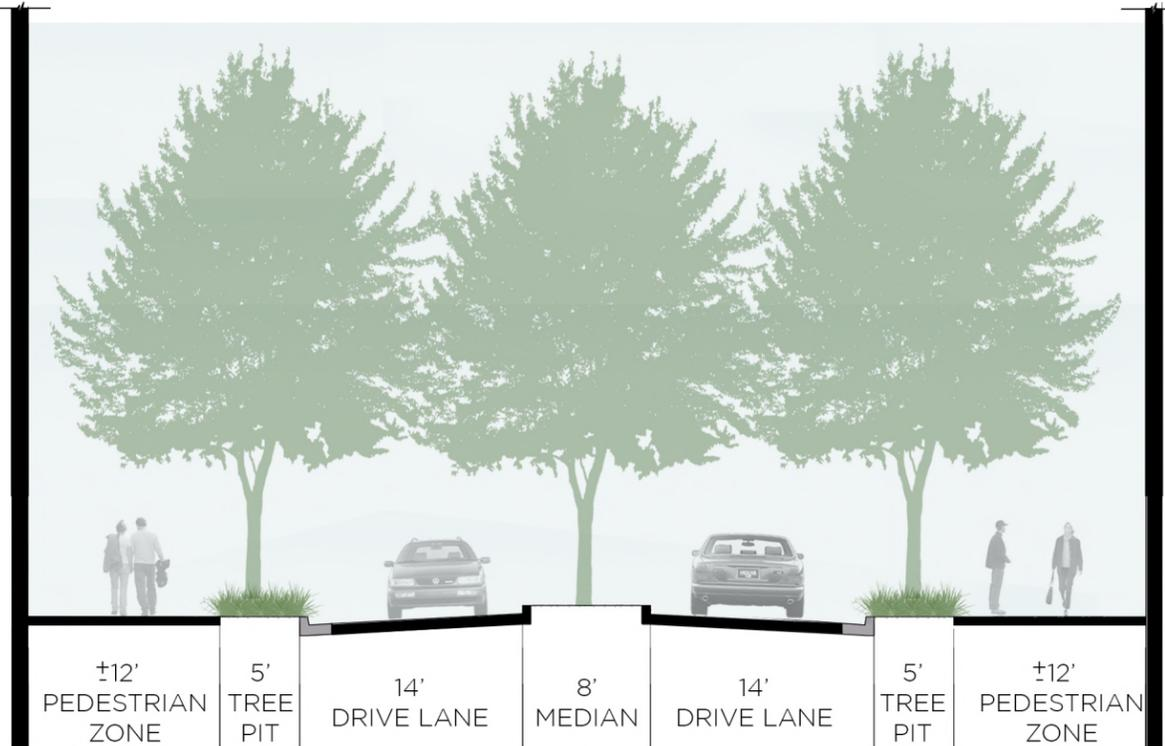 ±12'
PEDESTRIAN
ZONE
5'
TREE
PIT
14'
DRIVE LANE
8'
MEDIAN
14'
DRIVE LANE
5'
TREE
PIT
±12'
PEDESTRIAN
ZONE